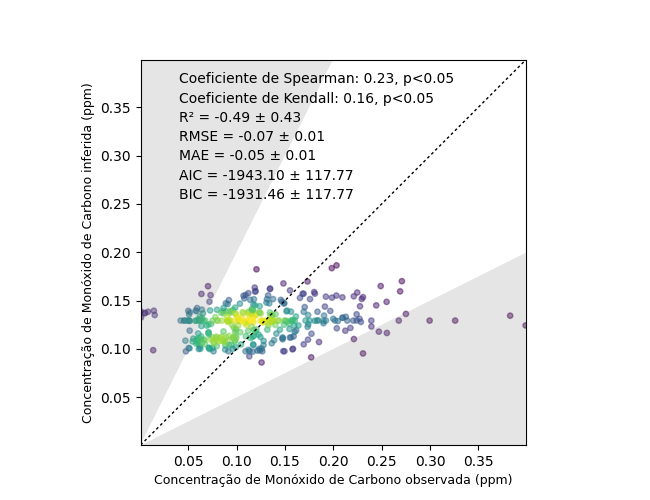 Coeficiente de Spearman: 0.23, p<0.05
Coeficiente de Kendall: 0.16, p<0.05
R² = -0.49 ± 0.43
RMSE = -0.07 ± 0.01
MAE = -0.05 ± 0.01
AIC = -1943.10 ± 117.77
BIC = -1931.46 ± 117.77
Concentração de Monóxido de Carbono inferida (ppm)
0.35
0.30
0.25
0.20
0.15
0.10
0.05
0.05 0.10 0.15 0.20 0.25 0.30 0.35
Concentração de Monóxido de Carbono observada (ppm)